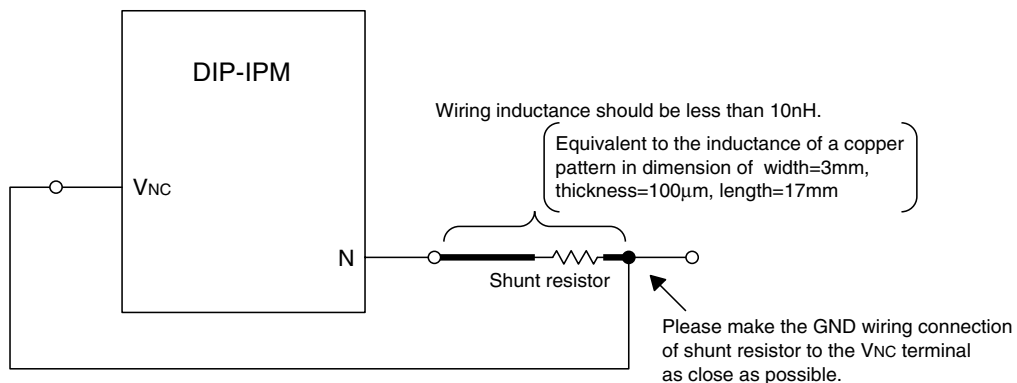 DIP-IPM
Wiring inductance should be less than 10nH.
Equivalent to the inductance of a copper
pattern in dimension of width=3mm,
thickness=100μm, length=17mm
VNC
N
Shunt resistor
Please make the GND wiring connection
of shunt resistor to the VNC terminal
as close as possible.